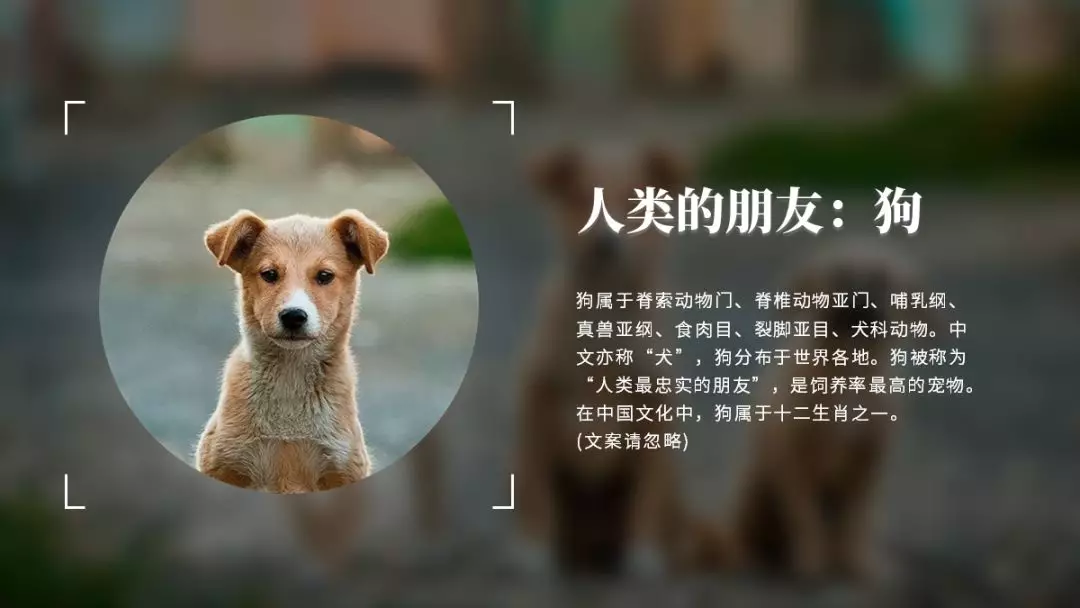 人类的朋友：狗
狗属于脊索动物门、脊椎动物亚门、哺乳纲、
真兽亚纲、食肉目、裂脚亚目、犬科动物。中
文亦称“犬”，狗分布于世界各地。狗被称为
“人类最忠实的朋友”，是饲养率最高的宠物。
在中国文化中，狗属于十二生肖之一。
(文案请忽略)